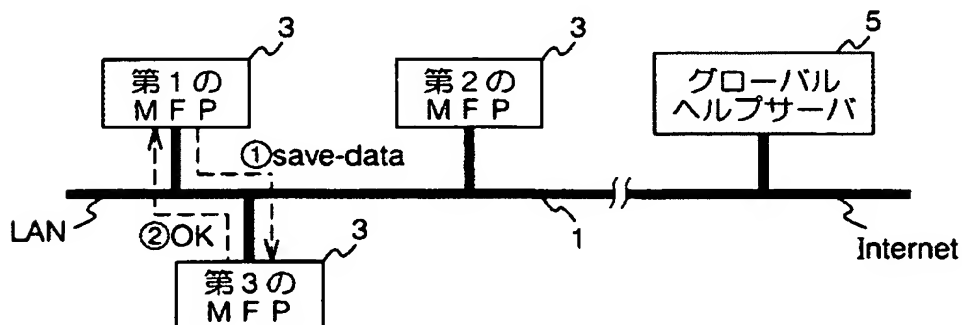 3
3
5
第1の
MFP
第2の
MFP
グローバル
ヘルプサーバ
①save-data
LAN
②OK
3
1
Internet
第3の
MFP